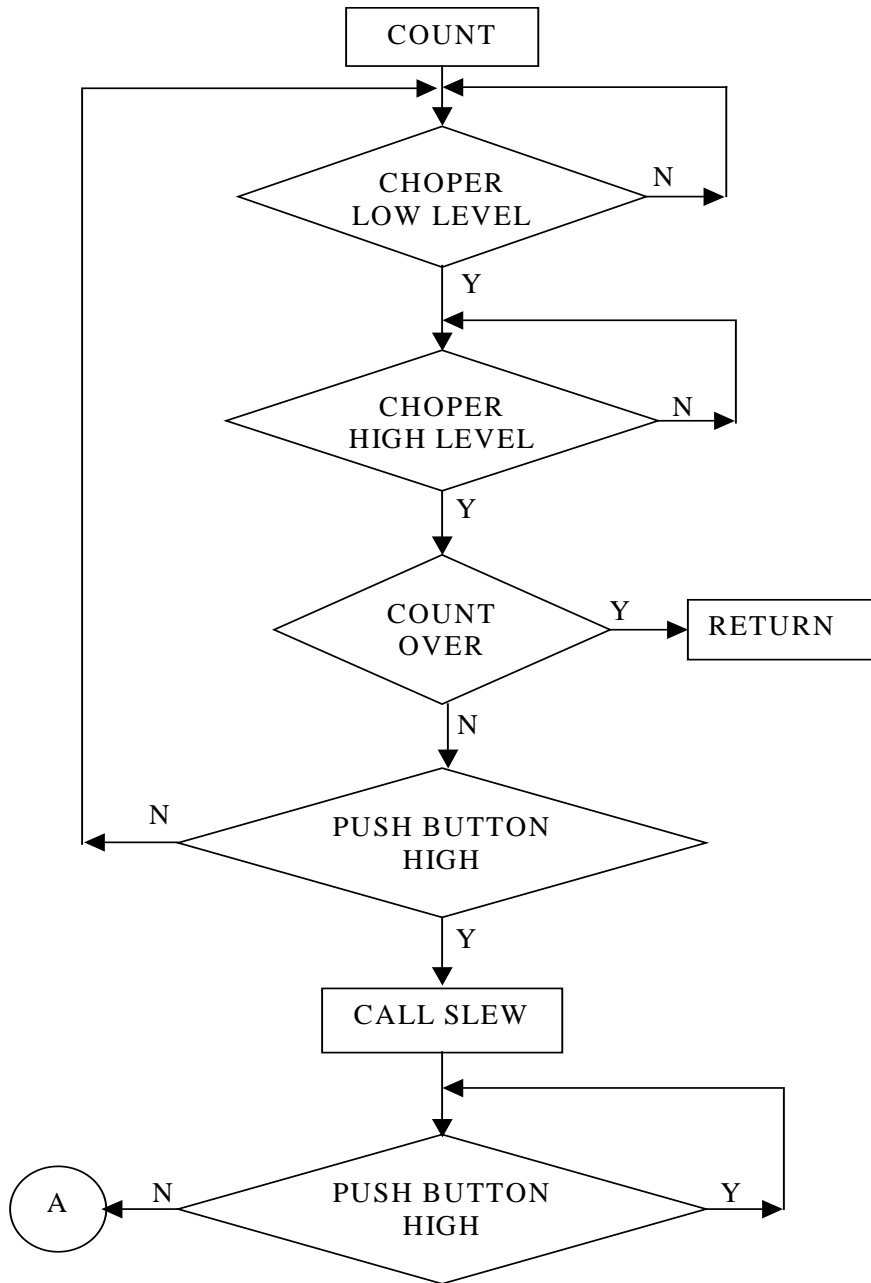 COUNT
CHOPER
LOW LEVEL
N
Y
CHOPER
HIGH LEVEL
N
Y
COUNT
OVER
Y
RETURN
N
PUSH BUTTON
HIGH
N
Y
CALL SLEW
A
N
PUSH BUTTON
HIGH
Y